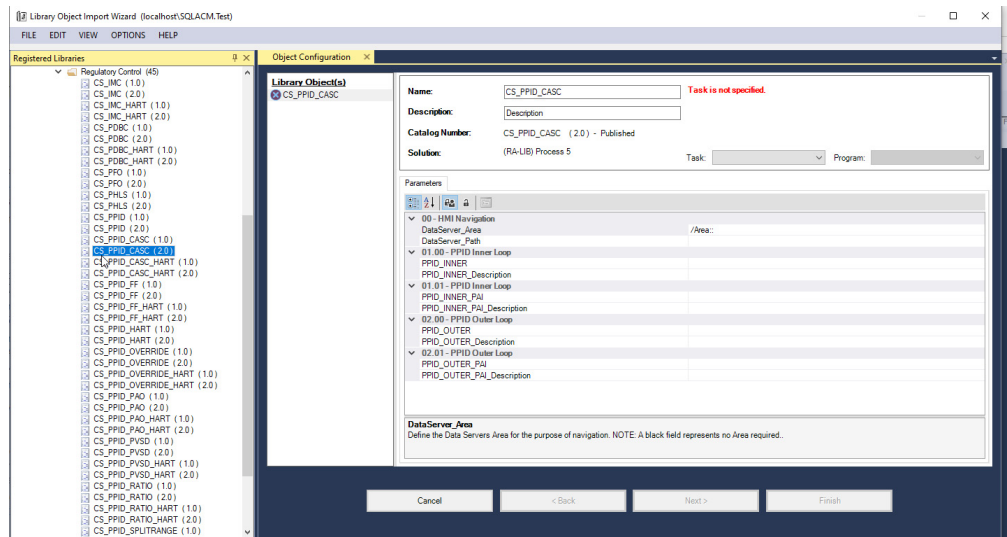 Library Object Import Wizard (localhost\SQLACM.Test)
FILE EDIT VIEW OPTIONS HELP
Registered Libraries
Regulatory Control (45)
CS_IMC (1.0)
CS_IMC (2.0)
CS_IMC_HART (1.0)
CS_IMC_HART (2.0)
CS_PDBC (1.0)
CS_PDBC (2.0)
CS_PDBC_HART (1.0)
CS_PDBC_HART (2.0)
CS_PFO (1.0)
CS_PFO (2.0)
CS_PHLS (1.0)
CS_PHLS (2.0)
CS_PPID (1.0)
CS_PPID (2.0)
CS_PPID_CASC (1.0)
CS_PPID_CASC (2.0)
CS_PPID_CASC_HART (1.0)
CS_PPID_CASC_HART (2.0)
CS_PPID_FF (1.0)
CS_PPID_FF (2.0)
CS_PPID_FF_HART (1.0)
CS_PPID_FF_HART (2.0)
CS_PPID_HART (1.0)
CS_PPID_HART (2.0)
CS_PPID_OVERRIDE (1.0)
CS_PPID_OVERRIDE (2.0)
CS_PPID_OVERRIDE_HART (1.0)
CS_PPID_OVERRIDE_HART (2.0)
CS_PPID_PAO (1.0)
CS_PPID_PAO (2.0)
CS_PPID_PAO_HART (1.0)
CS_PPID_PAO_HART (2.0)
CS_PPID_PVSD (1.0)
CS_PPID_PVSD (2.0)
CS_PPID_PVSD_HART (1.0)
CS_PPID_PVSD_HART (2.0)
CS_PPID_RATIO (1.0)
CS_PPID_RATIO (2.0)
CS_PPID_RATIO_HART (1.0)
CS_PPID_RATIO_HART (2.0)
CS_PPID_SPLITRANGE (1.0)
Object Configuration
Library Object(s)
CS_PPID_CASC
Name: CS_PPID_CASC Task is not specified.
Description: Description
Catalog Number: CS_PPID_CASC (2.0) - Published
Solution: (RA-LIB) Process 5
Task: Program:
Parameters
00 - HMI Navigation
DataServer_Area /Area::
DataServer_Path
01.00 - PPID Inner Loop
PPID_INNER
PPID_INNER_Description
01.01 - PPID Inner Loop
PPID_INNER_PAI
PPID_INNER_PAI_Description
02.00 - PPID Outer Loop
PPID_OUTER
PPID_OUTER_Description
02.01 - PPID Outer Loop
PPID_OUTER_PAI
PPID_OUTER_PAI_Description
DataServer_Area
Define the Data Servers Area for the purpose of navigation. NOTE: A black field represents no Area required..
Cancel < Back Next > Finish